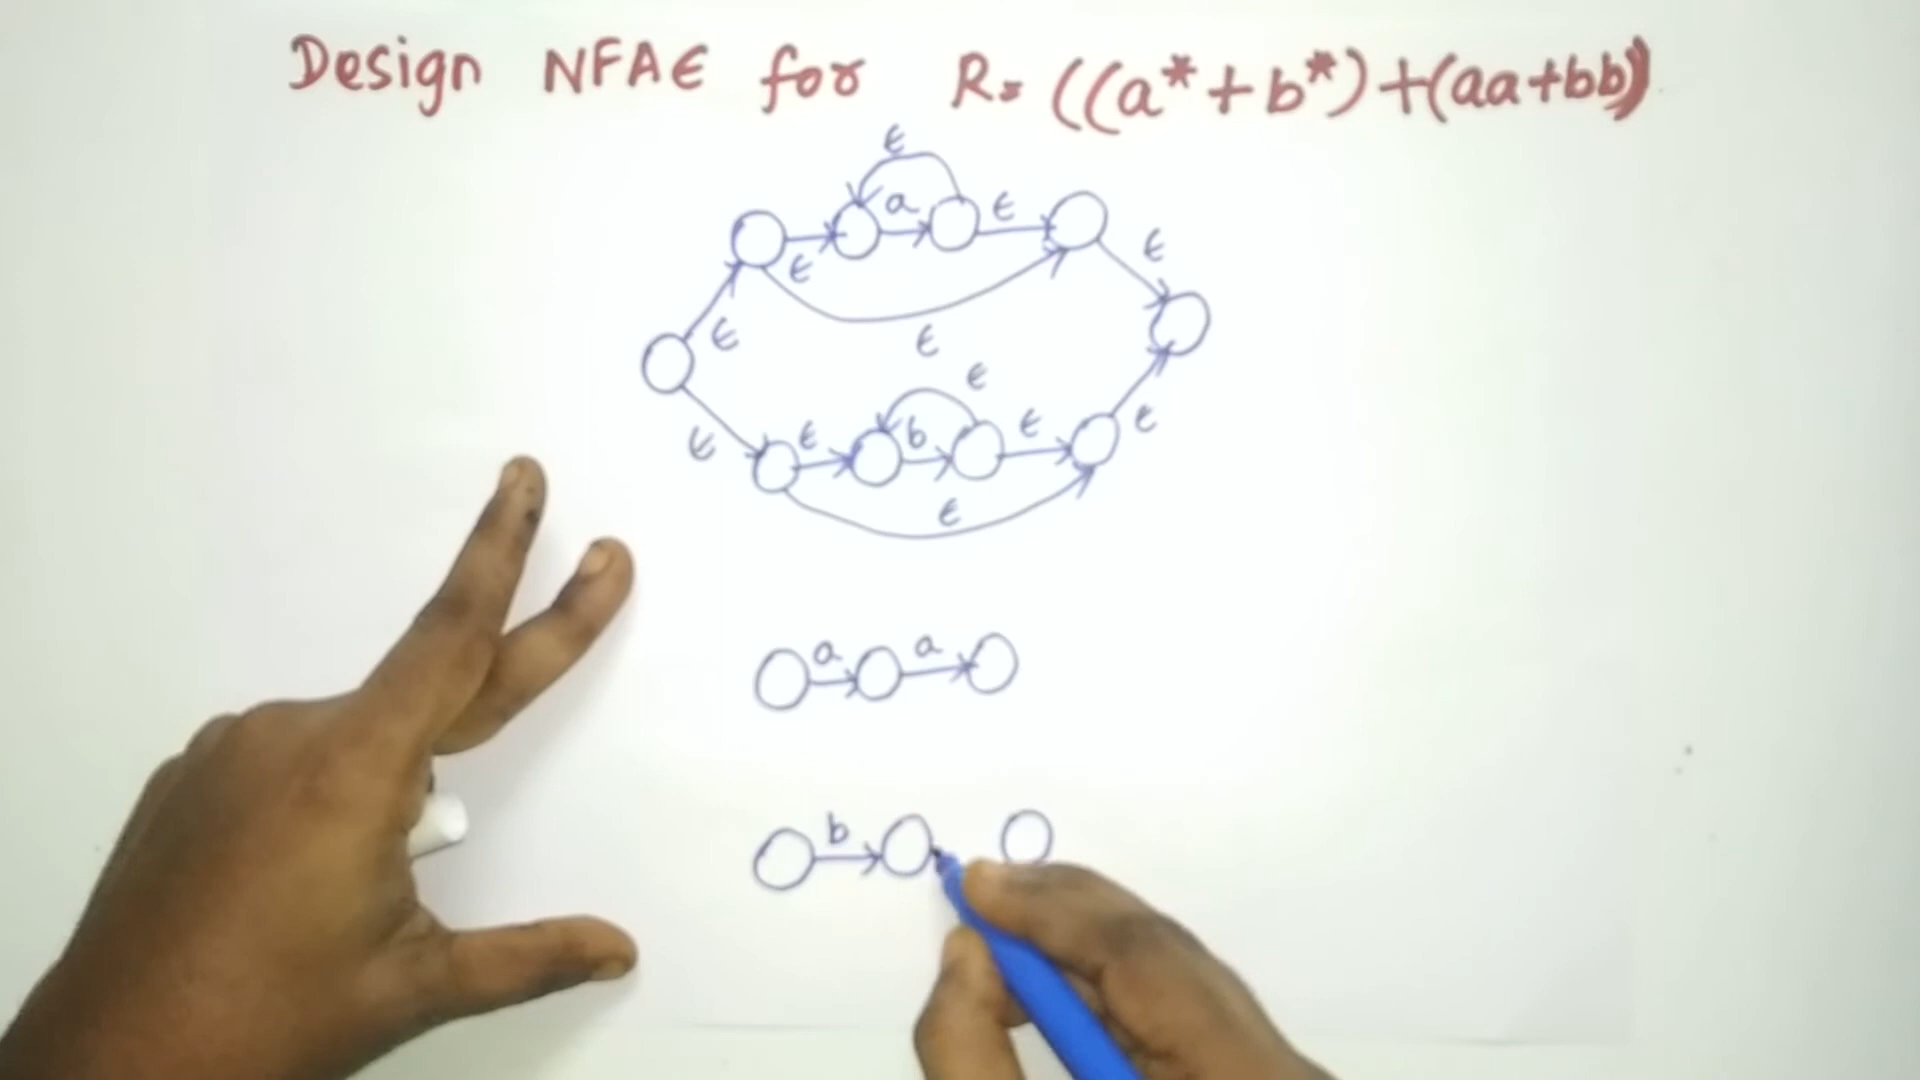 Design NFAϵ for R= ((a*+b*)+(aa+bb))
ϵ
a ϵ
ϵ ϵ
ϵ ϵ
ϵ
ϵ ϵ b ϵ ϵ
ϵ
a a
b